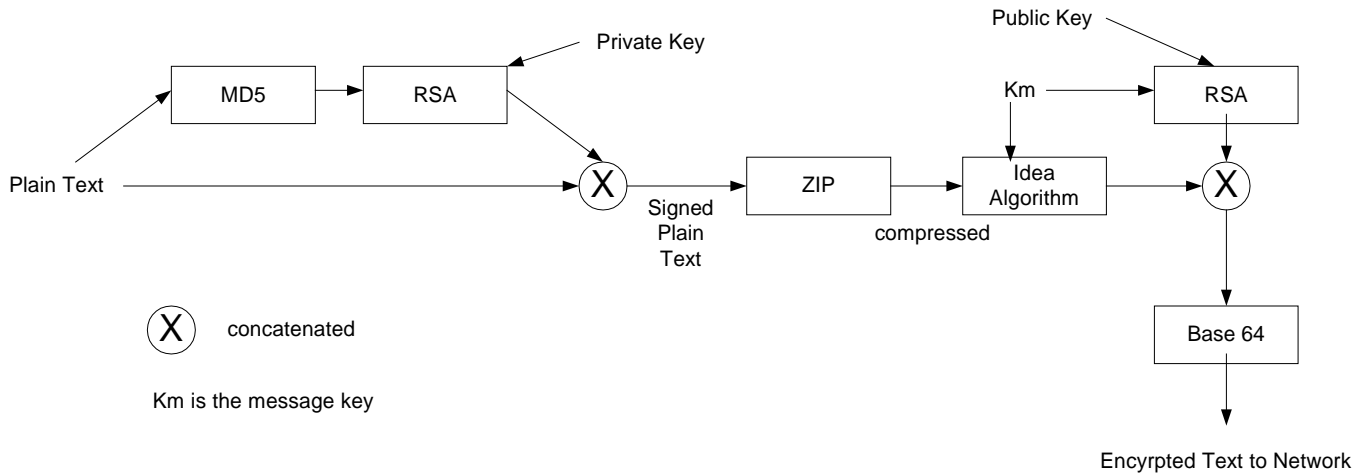 Public Key
Private Key
MD5
RSA
Km
RSA
Plain Text
X
Signed
Plain
Text
ZIP
compressed
Idea
Algorithm
X
X
concatenated
Base 64
Km is the message key
Encyrpted Text to Network